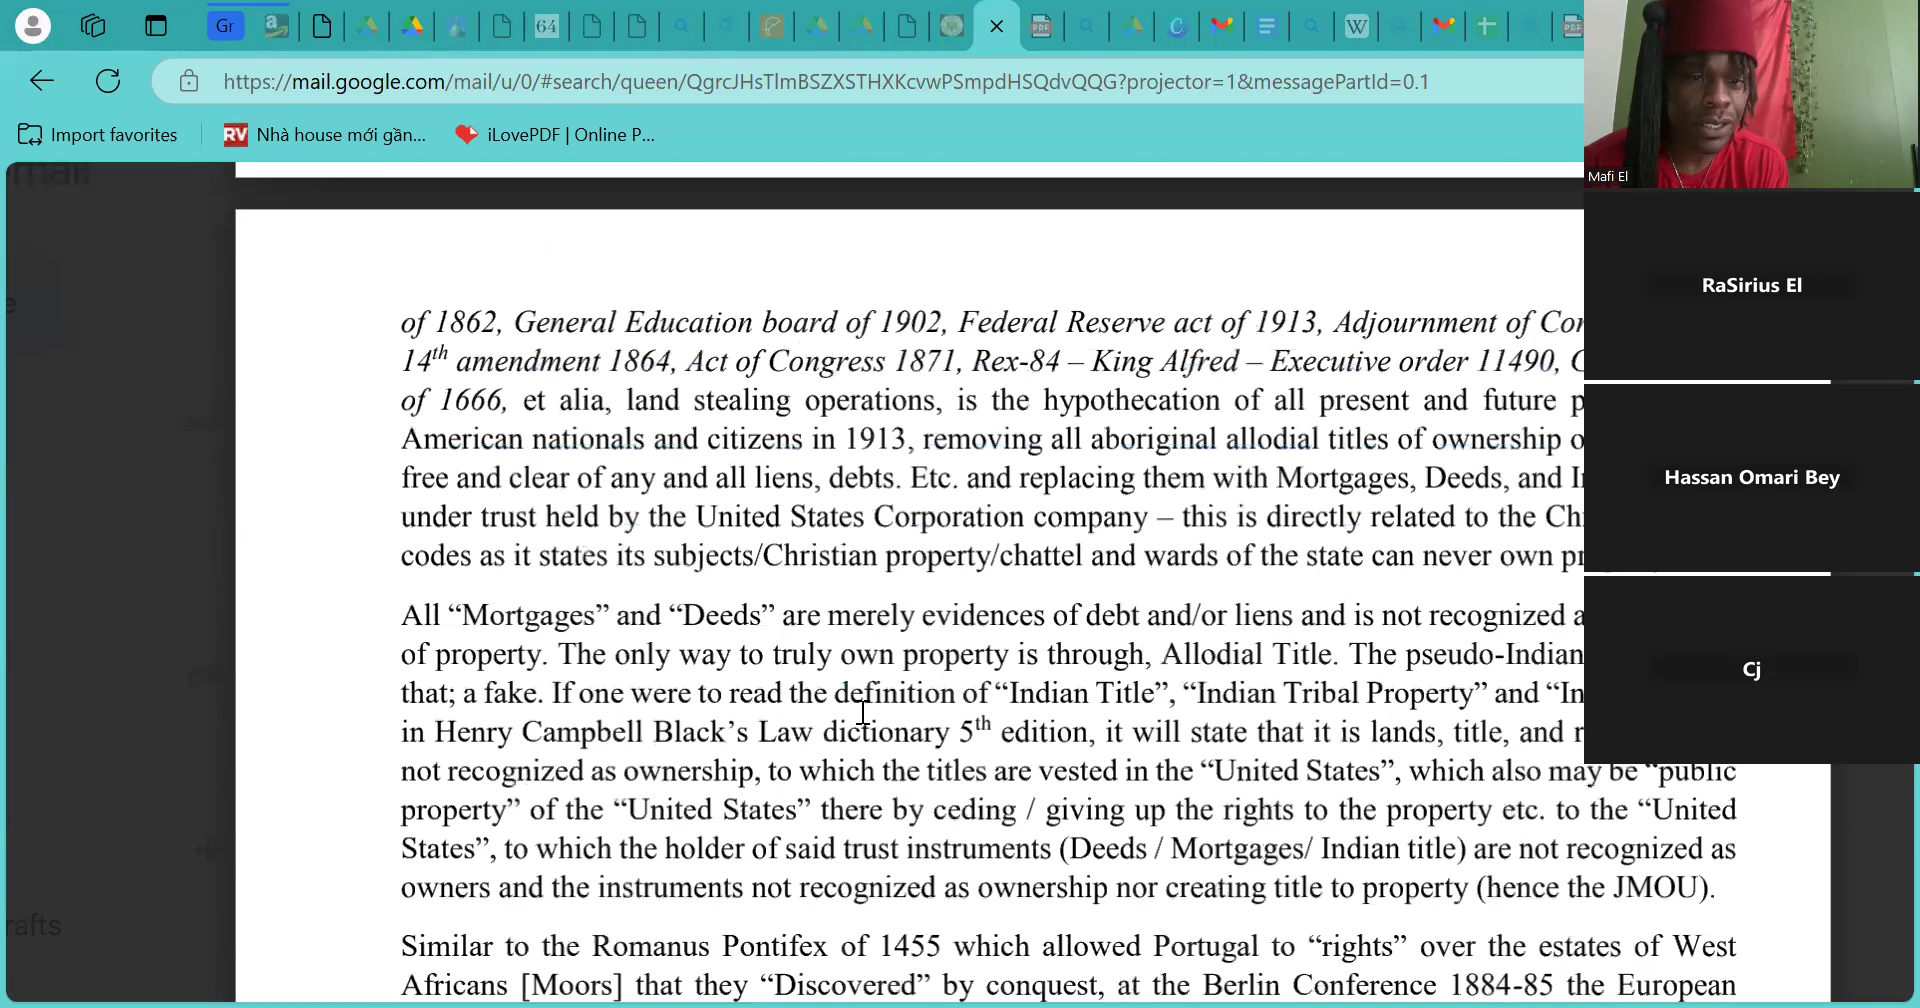 Gr
64
https://mail.google.com/mail/u/0/#search/queen/QgrcJHsTlmBSZXSTHXKcvwPSmpdHSQdvQQG?projector=1&messagePartId=0.1
Import favorites
RV Nhà house mới gần...
iLovePDF | Online P...
Mafi El
RaSirius El
Hassan Omari Bey
Cj
of 1862, General Education board of 1902, Federal Reserve act of 1913, Adjournment of Con
14th amendment 1864, Act of Congress 1871, Rex-84 – King Alfred – Executive order 11490, C
of 1666, et alia, land stealing operations, is the hypothecation of all present and future p
American nationals and citizens in 1913, removing all aboriginal allodial titles of ownership o
free and clear of any and all liens, debts. Etc. and replacing them with Mortgages, Deeds, and
under trust held by the United States Corporation company – this is directly related to the Ch
codes as it states its subjects/Christian property/chattel and wards of the state can never own
All “Mortgages” and “Deeds” are merely evidences of debt and/or liens and is not recognized a
of property. The only way to truly own property is through, Allodial Title. The pseudo-Indian
that; a fake. If one were to read the definition of “Indian Title”, “Indian Tribal Property” and “In
in Henry Campbell Black’s Law dictionary 5th edition, it will state that it is lands, title, and r
not recognized as ownership, to which the titles are vested in the “United States”, which also may be “public
property” of the “United States” there by ceding / giving up the rights to the property etc. to the “United
States”, to which the holder of said trust instruments (Deeds / Mortgages/ Indian title) are not recognized as
owners and the instruments not recognized as ownership nor creating title to property (hence the JMOU).
Similar to the Romanus Pontifex of 1455 which allowed Portugal to “rights” over the estates of West
Africans [Moors] that they “Discovered” by conquest, at the Berlin Conference 1884-85 the European